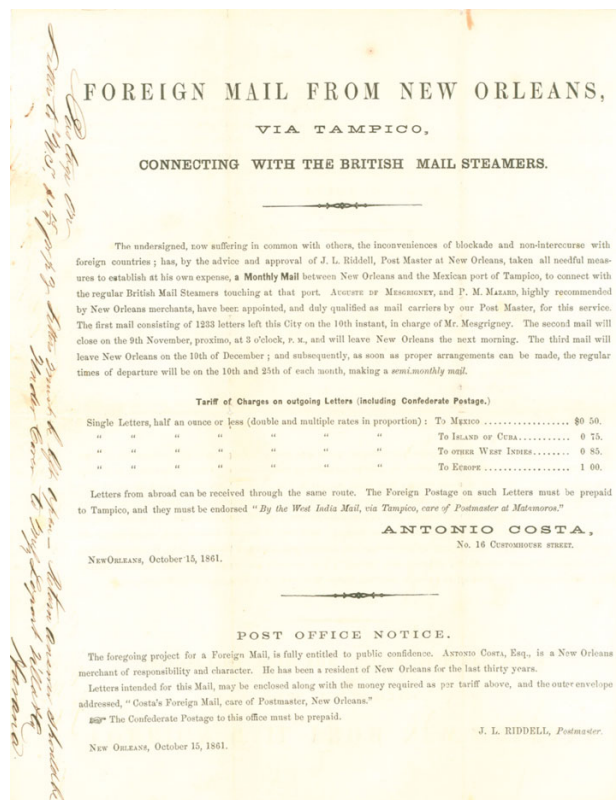 FOREIGN MAIL FROM NEW ORLEANS,
VIA TAMPICO,
CONNECTING WITH THE BRITISH MAIL STEAMERS.
The undersigned, now suffering in common with others, the inconveniences of blockade and non-intercourse with
foreign countries ; has, by the advice and approval of J. L. Riddell, Post Master at New Orleans, taken all needful meas-
ures to establish at his own expense, a Monthly Mail between New Orleans and the Mexican port of Tampico, to connect with
the regular British Mail Steamers touching at that port. AUGUSTE DE MESGRIGNEY, and P. M. MAZARD, highly recommended
by New Orleans merchants, have been appointed, and duly qualified as mail carriers by our Post Master, for this service.
The first mail consisting of 1233 letters left this City on the 10th instant, in charge of Mr. Mesgrigney. The second mail will
close on the 9th November, proximo, at 3 o'clock, P. M., and will leave New Orleans the next morning. The third mail will
leave New Orleans on the 10th of December ; and subsequently, as soon as proper arrangements can be made, the regular
times of departure will be on the 10th and 25th of each month, making a semi-monthly mail.
Tariff of Charges on outgoing Letters (including Confederate Postage.)
Single Letters, half an ounce or less (double and multiple rates in proportion) : To MEXICO .................. $0 50.
" " " " " " " To ISLAND OF CUBA........... 0 75.
" " " " " " " To OTHER WEST INDIES........ 0 85.
" " " " " " " To EUROPE .................. 1 00.
Letters from abroad can be received through the same route. The Foreign Postage on such Letters must be prepaid
to Tampico, and they must be endorsed "By the West India Mail, via Tampico, care of Postmaster at Matamoros."
ANTONIO COSTA,
No. 16 CUSTOMHOUSE STREET.
NEW ORLEANS, October 15, 1861.
POST OFFICE NOTICE.
The foregoing project for a Foreign Mail, is fully entitled to public confidence. ANTONIO COSTA, Esq., is a New Orleans
merchant of responsibility and character. He has been a resident of New Orleans for the last thirty years.
Letters intended for this Mail, may be enclosed along with the money required as per tariff above, and the outer envelope
addressed, "Costa's Foreign Mail, care of Postmaster, New Orleans."
☞ The Confederate Postage to this office must be prepaid.
J. L. RIDDELL, Postmaster.
NEW ORLEANS, October 15, 1861.
Postage on
Letter to
Under Cover to
Havana